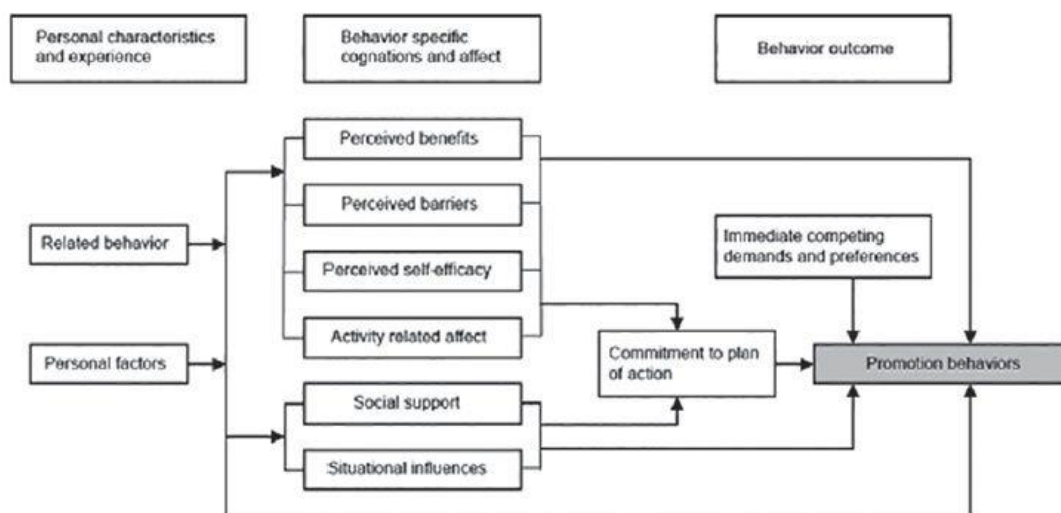 Personal characteristics
and experience
Behavior specific
cognations and affect
Behavior outcome
Perceived benefits
Perceived barriers
Related behavior
Immediate competing
demands and preferences
Perceived self-efficacy
Activity related affect
Personal factors
Commitment to plan
of action
Promotion behaviors
Social support
Situational influences